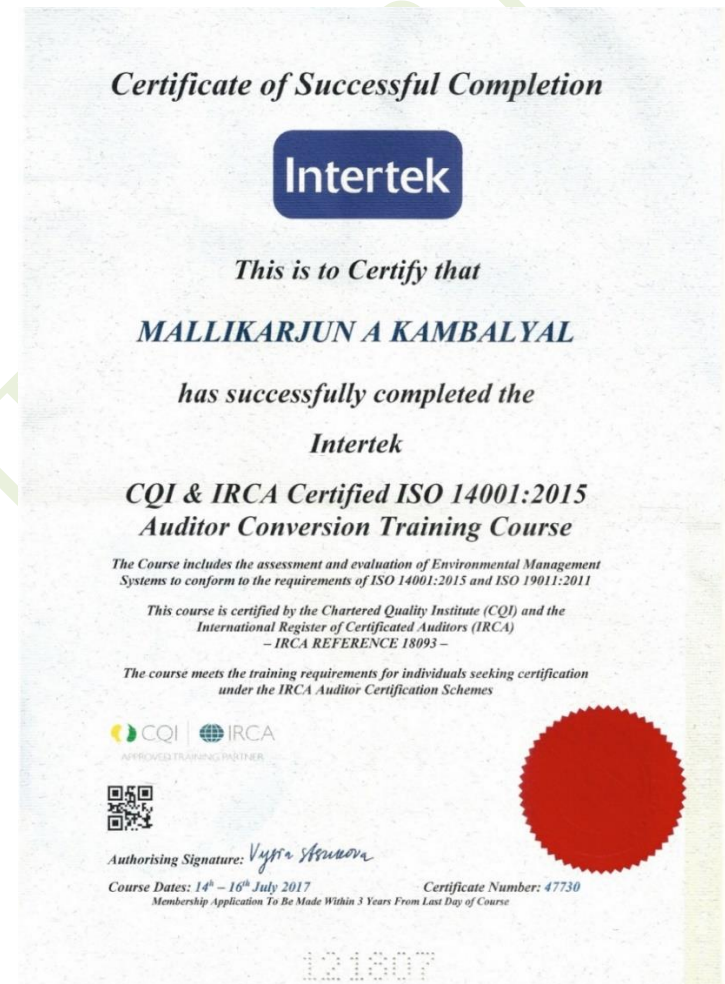 Certificate of Successful Completion
Intertek
This is to Certify that
MALLIKARJUN A KAMBALYAL
has successfully completed the
Intertek
CQI & IRCA Certified ISO 14001:2015
Auditor Conversion Training Course
The Course includes the assessment and evaluation of Environmental Management
Systems to conform to the requirements of ISO 14001:2015 and ISO 19011:2011
This course is certified by the Chartered Quality Institute (CQI) and the
International Register of Certificated Auditors (IRCA)
– IRCA REFERENCE 18093 –
The course meets the training requirements for individuals seeking certification
under the IRCA Auditor Certification Schemes
CQI IRCA
APPROVED TRAINING PARTNER
Authorising Signature:
Course Dates: 14th – 16th July 2017 Certificate Number: 47730
Membership Application To Be Made Within 3 Years From Last Day of Course
121807